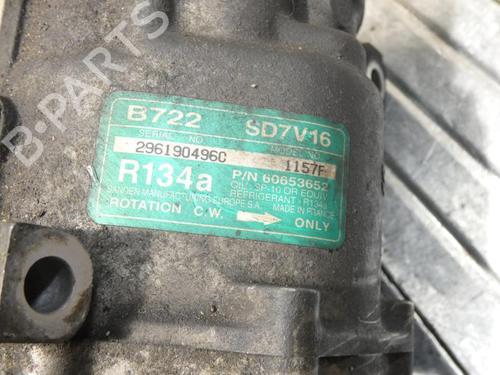 B722 SD7V16
SERIAL NO MODEL NO
296190496C 1157F
R134a P/N 60653652
OIL: SP-10 OR EQUIV
REFRIGERANT - R134a
SANDEN MANUFACTURING EUROPE S.A. MADE IN FRANCE
ROTATION C.W. ONLY
B-PARTS